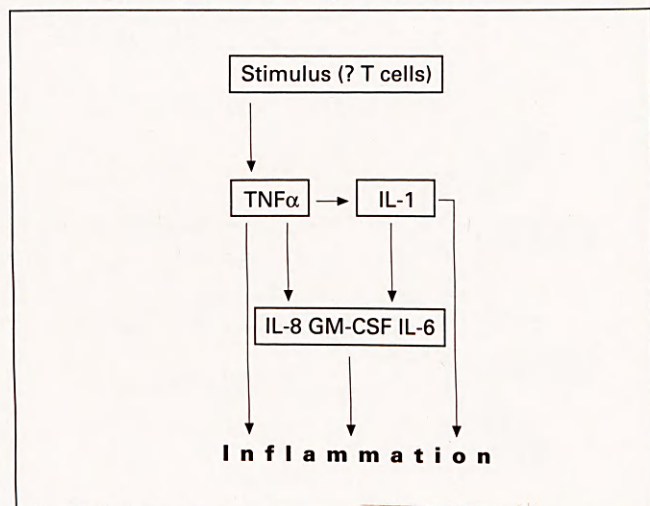 Stimulus (? T cells)
TNFα IL-1
IL-8 GM-CSF IL-6
Inflammation